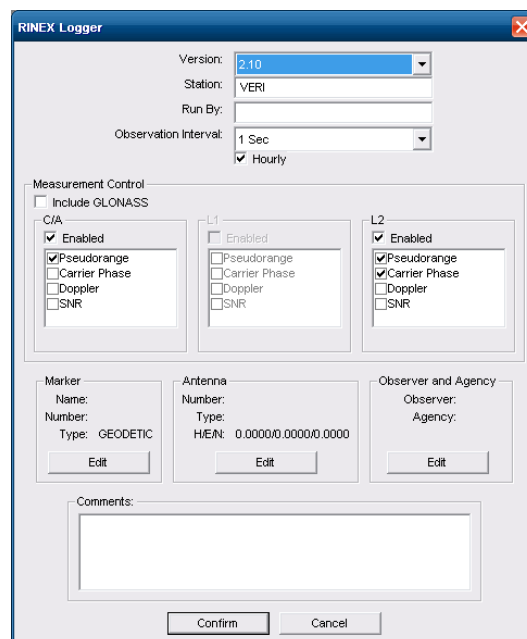 RINEX Logger
Version: 2.10
Station: VERI
Run By:
Observation Interval: 1 Sec
Hourly
Measurement Control
Include GLONASS
C/A
Enabled
Pseudorange
Carrier Phase
Doppler
SNR
L1
Enabled
Pseudorange
Carrier Phase
Doppler
SNR
L2
Enabled
Pseudorange
Carrier Phase
Doppler
SNR
Marker
Name:
Number:
Type: GEODETIC
Edit
Antenna
Number:
Type:
H/E/N: 0.0000/0.0000/0.0000
Edit
Observer and Agency
Observer:
Agency:
Edit
Comments:
Confirm Cancel